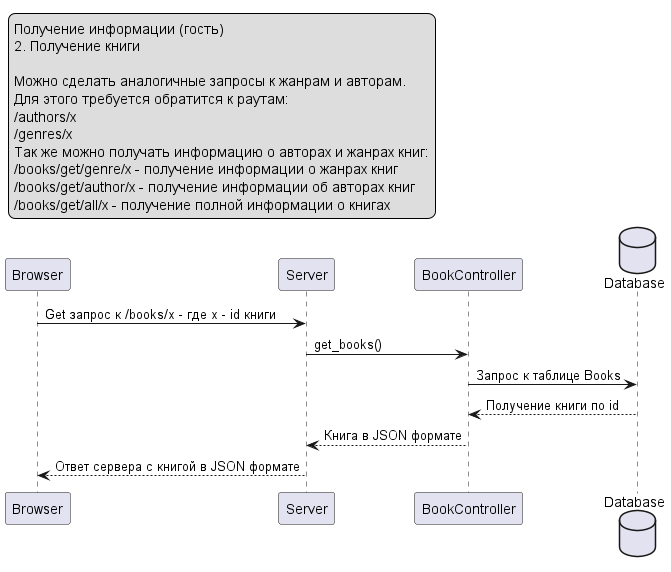 Получение информации (гость)
2. Получение книги
Можно сделать аналогичные запросы к жанрам и авторам.
Для этого требуется обратится к раутам:
/authors/x
/genres/x
Так же можно получать информацию о авторах и жанрах книг:
/books/get/genre/x - получение информации о жанрах книг
/books/get/author/x - получение информации об авторах книг
/books/get/all/x - получение полной информации о книгах
Browser
Server
BookController
Database
Get запрос к /books/x - где x - id книги
get_books()
Запрос к таблице Books
Получение книги по id
Книга в JSON формате
Ответ сервера с книгой в JSON формате
Browser
Server
BookController
Database